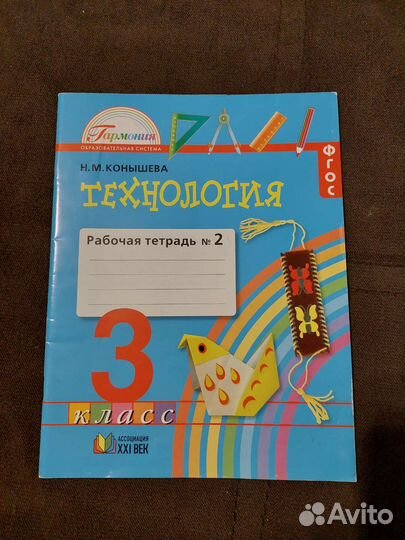 Гармония
ОБРАЗОВАТЕЛЬНАЯ СИСТЕМА
Н.М.КОНЫШЕВА
ФГОС
ТЕХНОЛОГИЯ
Рабочая тетрадь № 2
3
класс
АССОЦИАЦИЯ
XXI ВЕК
Avito